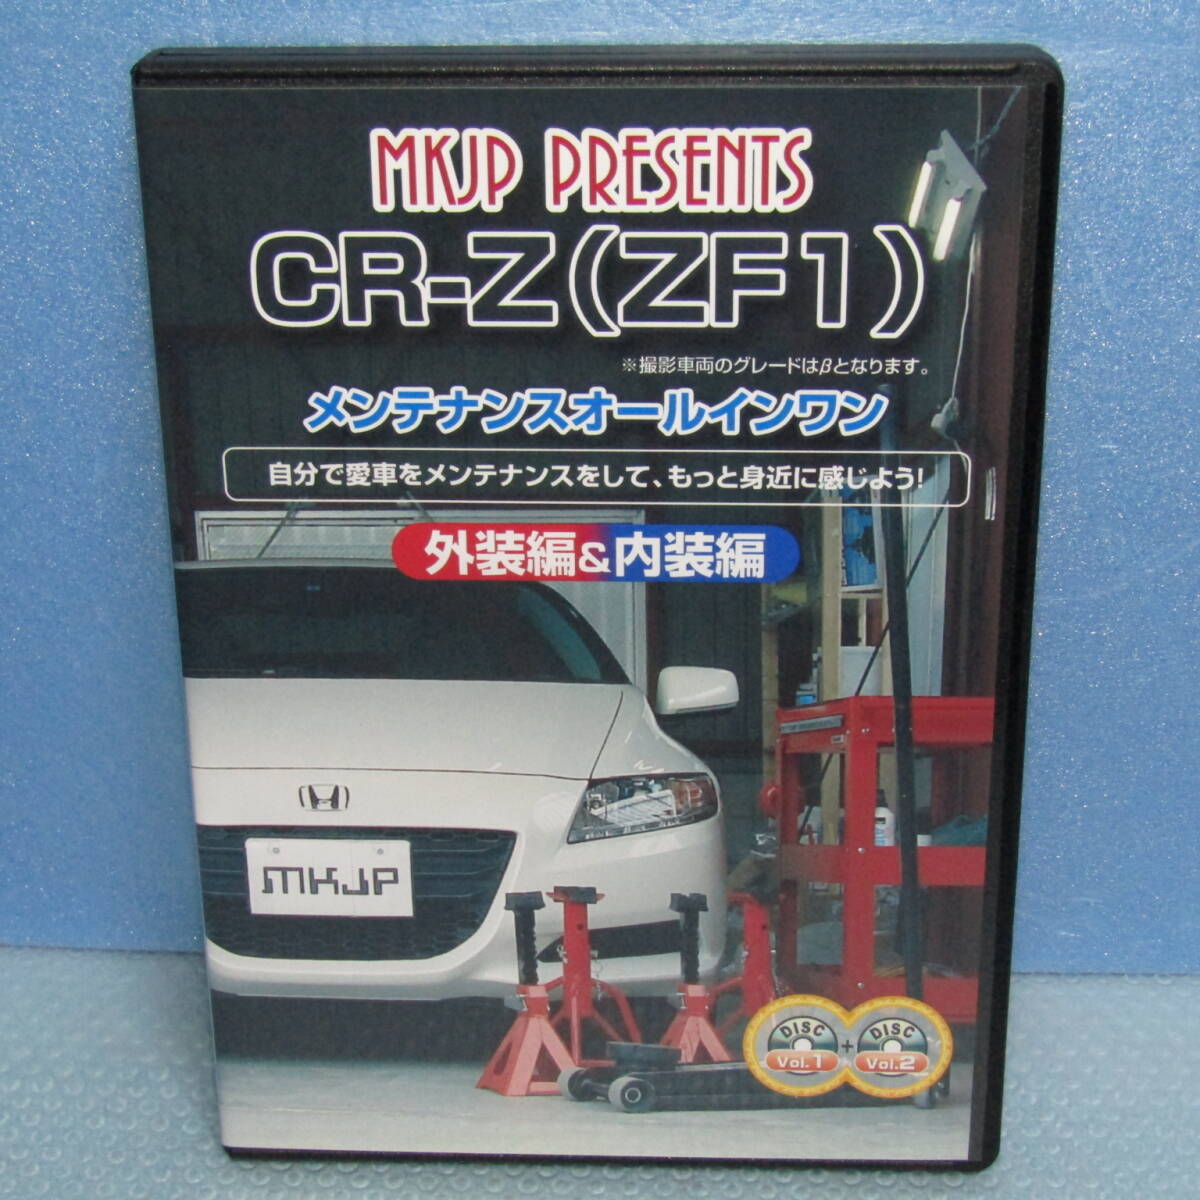 MKJP PRESENTS
CR-Z(ZF1)
※撮影車両のグレードはβとなります。
メンテナンスオールインワン
自分で愛車をメンテナンスをして、もっと身近に感じよう!
外装編&内装編
MKJP
DISC Vol.1 + DISC Vol.2